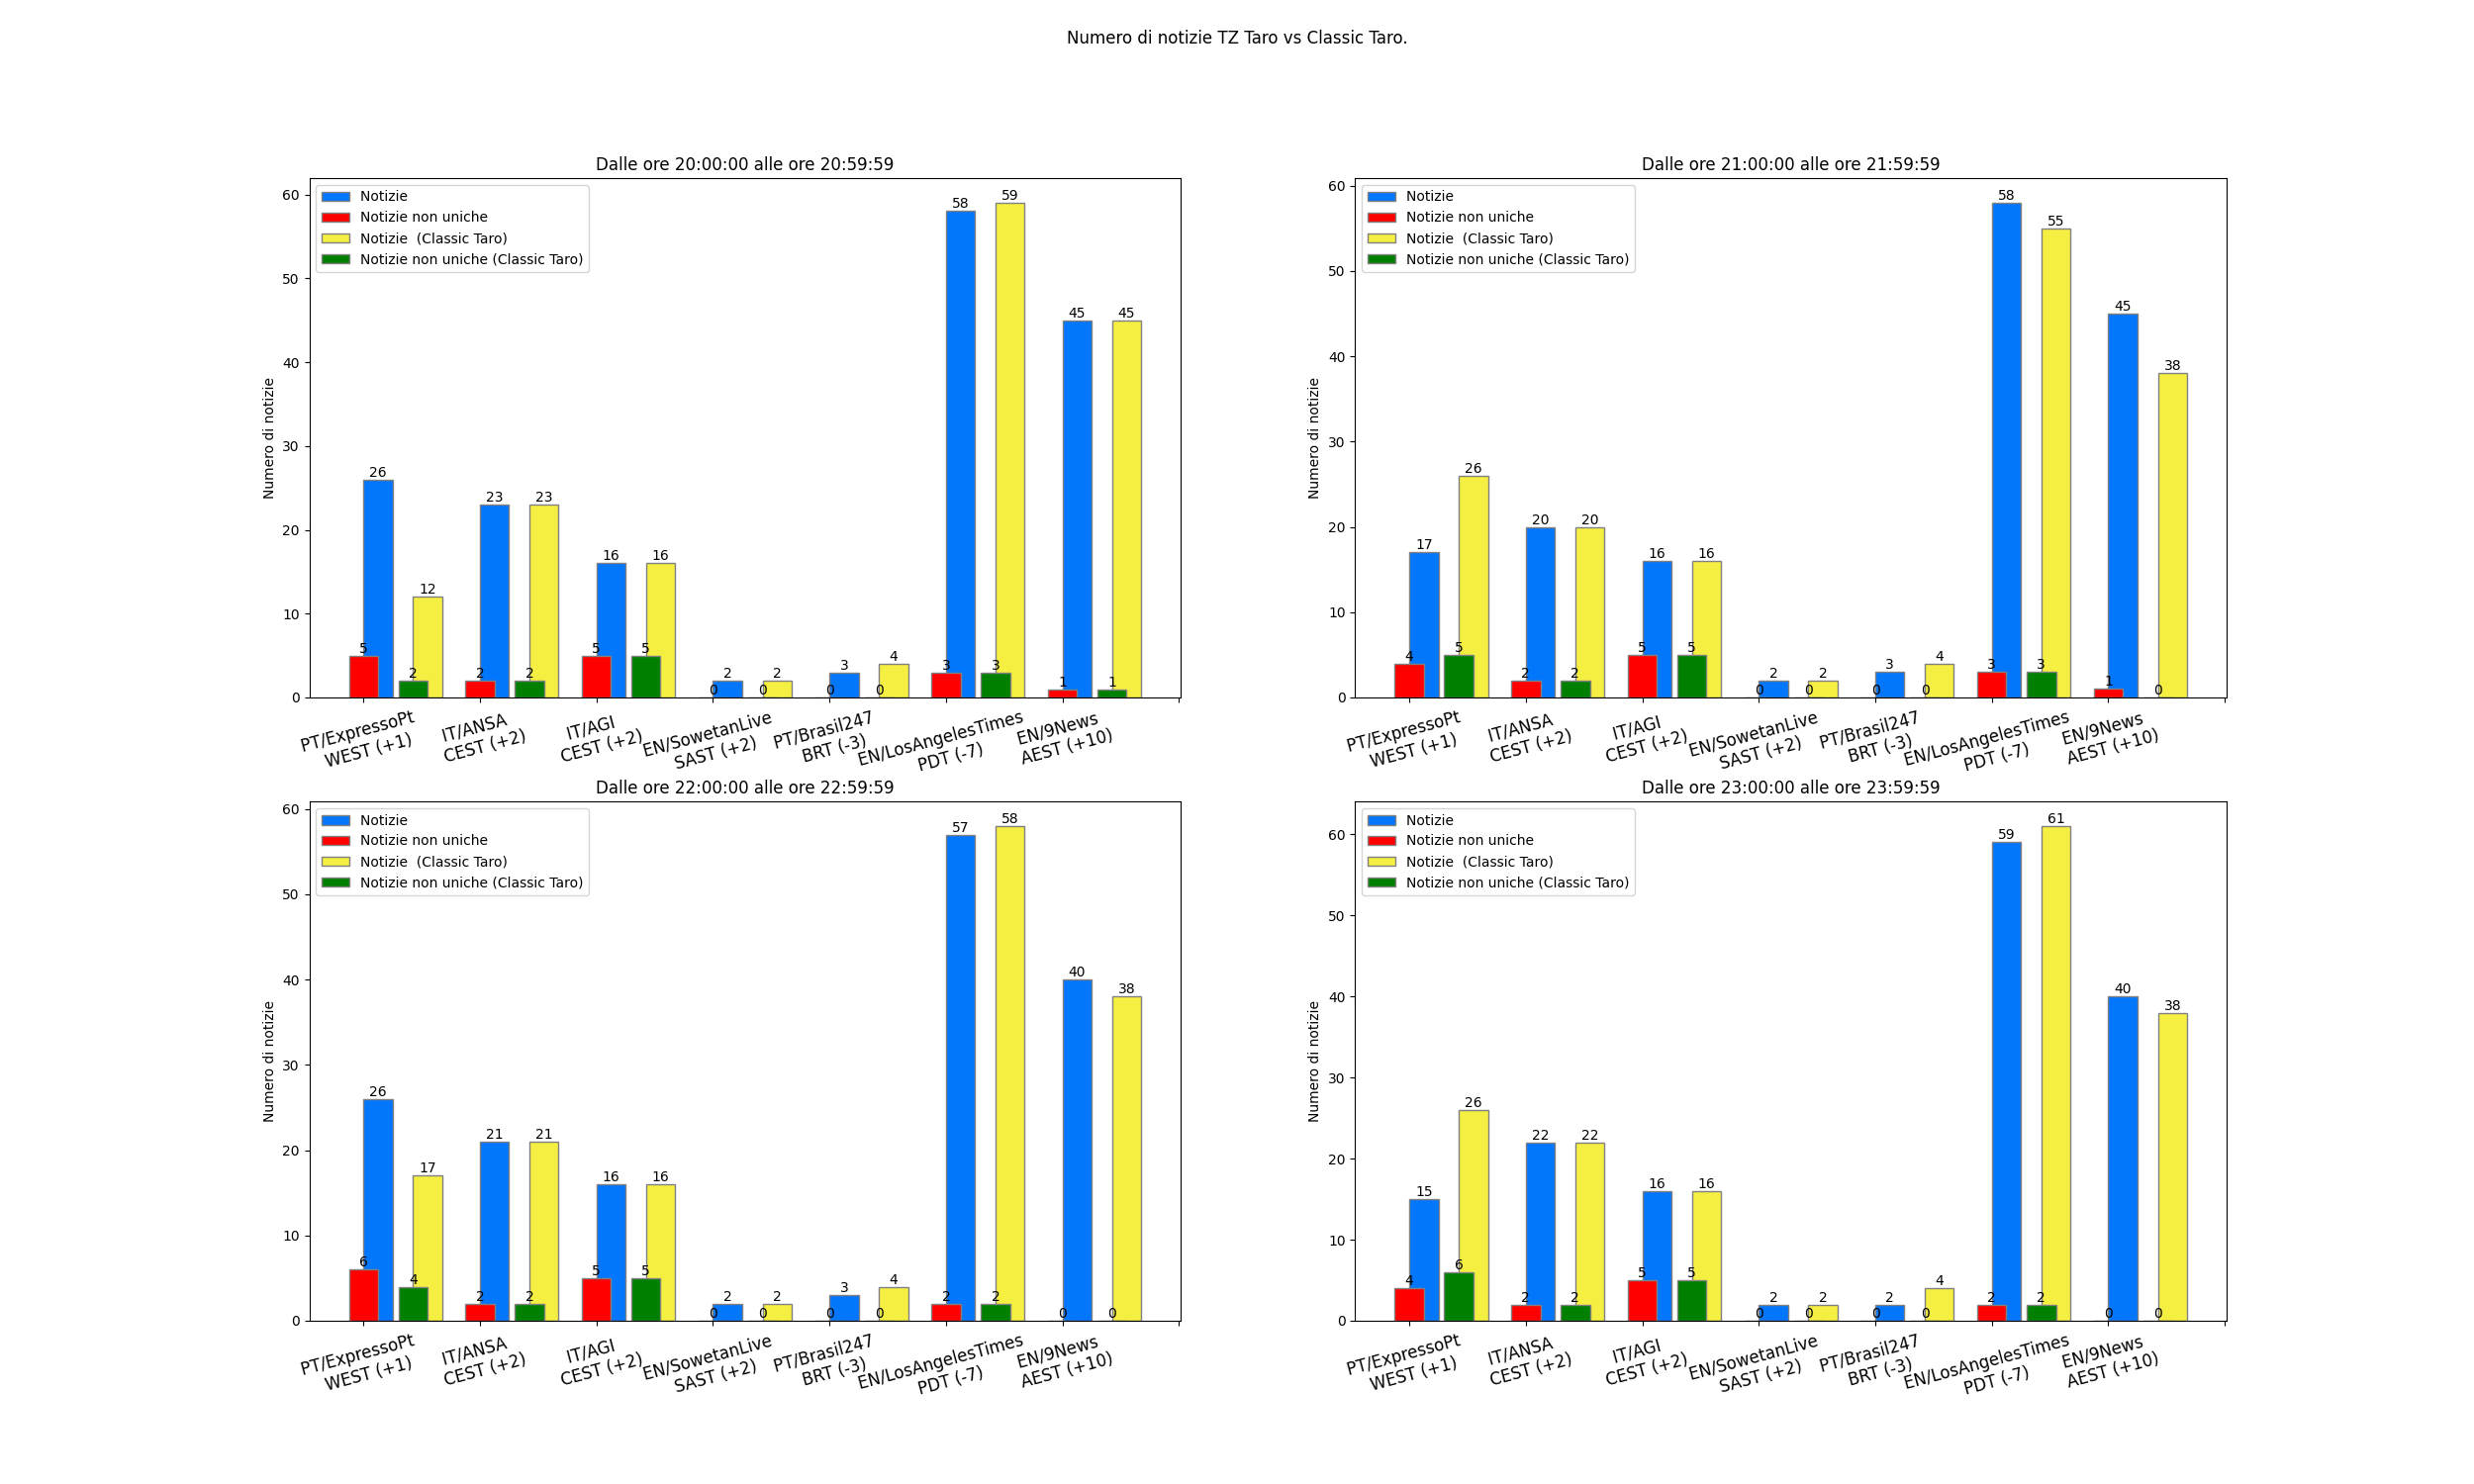 Numero di notizie TZ Taro vs Classic Taro.
Dalle ore 20:00:00 alle ore 20:59:59
Notizie
Notizie non uniche
Notizie  (Classic Taro)
Notizie non uniche (Classic Taro)
Numero di notizie
60
50
40
30
20
10
0
26
5
12
2
23
2
23
2
16
5
16
5
2
0
2
0
3
0
4
0
58
3
59
3
45
1
45
1
PT/ExpressoPt
WEST (+1)
IT/ANSA
CEST (+2)
IT/AGI
CEST (+2)
EN/SowetanLive
SAST (+2)
PT/Brasil247
BRT (-3)
EN/LosAngelesTimes
PDT (-7)
EN/9News
AEST (+10)
Dalle ore 21:00:00 alle ore 21:59:59
Notizie
Notizie non uniche
Notizie  (Classic Taro)
Notizie non uniche (Classic Taro)
Numero di notizie
60
50
40
30
20
10
0
17
4
26
5
20
2
20
2
16
5
16
5
2
0
2
0
3
0
4
0
58
3
55
3
45
1
38
0
PT/ExpressoPt
WEST (+1)
IT/ANSA
CEST (+2)
IT/AGI
CEST (+2)
EN/SowetanLive
SAST (+2)
PT/Brasil247
BRT (-3)
EN/LosAngelesTimes
PDT (-7)
EN/9News
AEST (+10)
Dalle ore 22:00:00 alle ore 22:59:59
Notizie
Notizie non uniche
Notizie  (Classic Taro)
Notizie non uniche (Classic Taro)
Numero di notizie
60
50
40
30
20
10
0
26
6
17
4
21
2
21
2
16
5
16
5
2
0
2
0
3
0
4
0
57
2
58
2
40
0
38
0
PT/ExpressoPt
WEST (+1)
IT/ANSA
CEST (+2)
IT/AGI
CEST (+2)
EN/SowetanLive
SAST (+2)
PT/Brasil247
BRT (-3)
EN/LosAngelesTimes
PDT (-7)
EN/9News
AEST (+10)
Dalle ore 23:00:00 alle ore 23:59:59
Notizie
Notizie non uniche
Notizie  (Classic Taro)
Notizie non uniche (Classic Taro)
Numero di notizie
60
50
40
30
20
10
0
15
4
26
6
22
2
22
2
16
5
16
5
2
0
2
0
2
0
4
0
59
2
61
2
40
0
38
0
PT/ExpressoPt
WEST (+1)
IT/ANSA
CEST (+2)
IT/AGI
CEST (+2)
EN/SowetanLive
SAST (+2)
PT/Brasil247
BRT (-3)
EN/LosAngelesTimes
PDT (-7)
EN/9News
AEST (+10)